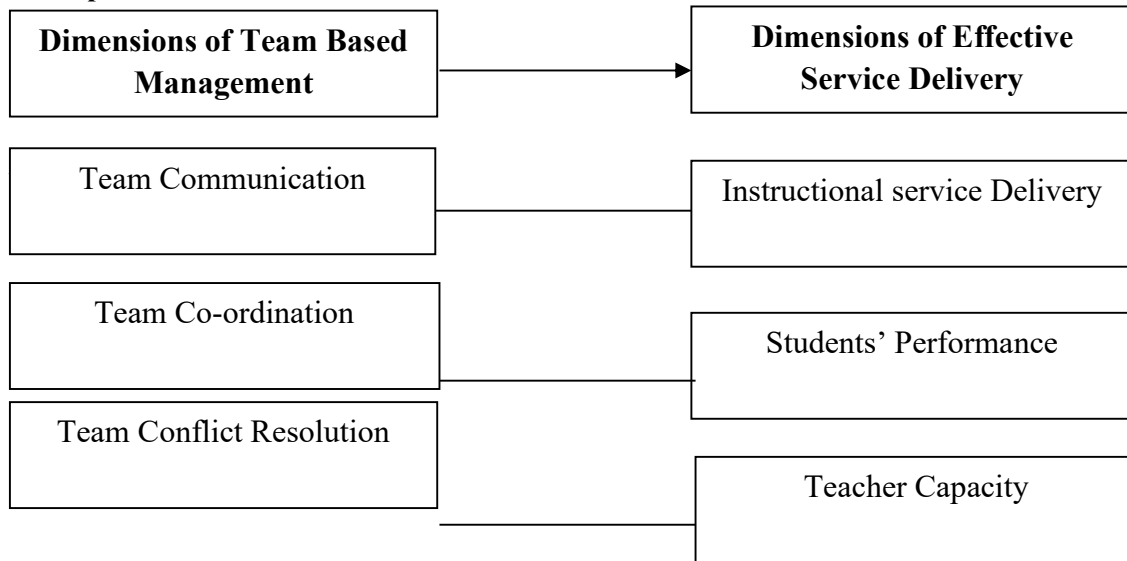 Dimensions of Team Based
Management
Dimensions of Effective
Service Delivery
Team Communication
Instructional service Delivery
Team Co-ordination
Students’ Performance
Team Conflict Resolution
Teacher Capacity